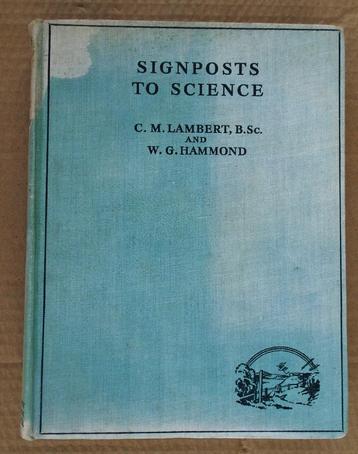 SIGNPOSTS
TO SCIENCE
C. M. LAMBERT, B.Sc.
AND
W. G. HAMMOND